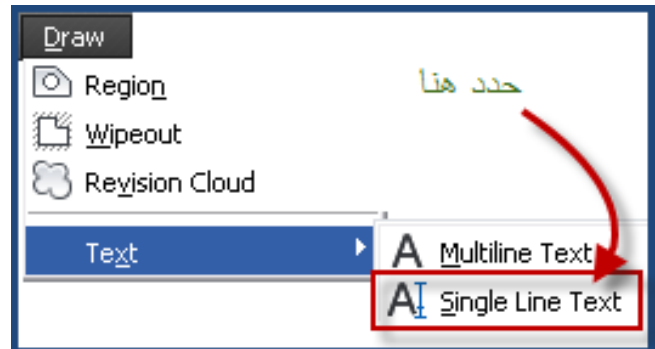 Draw
Region
حدد هنا
Wipeout
Revision Cloud
Text
Multiline Text
Single Line Text